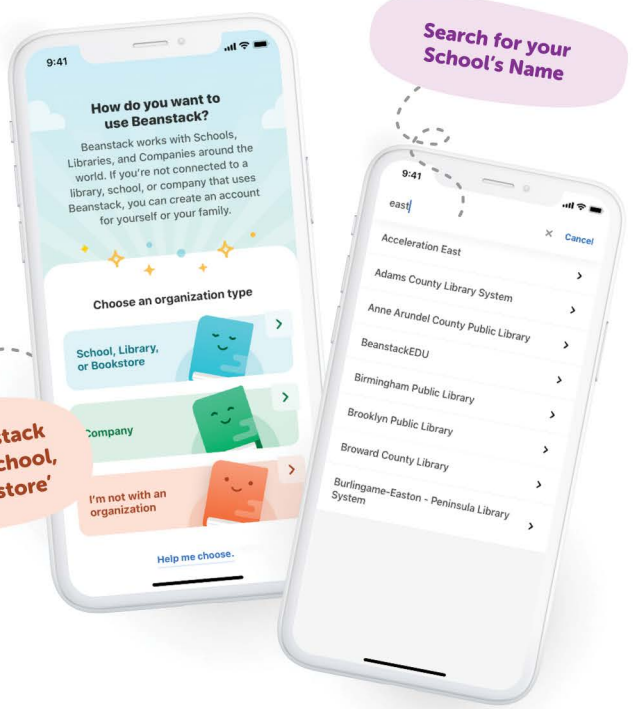 9:41
How do you want to
use Beanstack?
Beanstack works with Schools,
Libraries, and Companies around the
world. If you're not connected to a
library, school, or company that uses
Beanstack, you can create an account
for yourself or your family.
Choose an organization type
School, Library,
or Bookstore
Company
I'm not with an
organization
Help me choose.
stack
chool,
store'
Search for your
School's Name
9:41
east
Cancel
Acceleration East
Adams County Library System
Anne Arundel County Public Library
BeanstackEDU
Birmingham Public Library
Brooklyn Public Library
Broward County Library
Burlingame-Easton - Peninsula Library
System